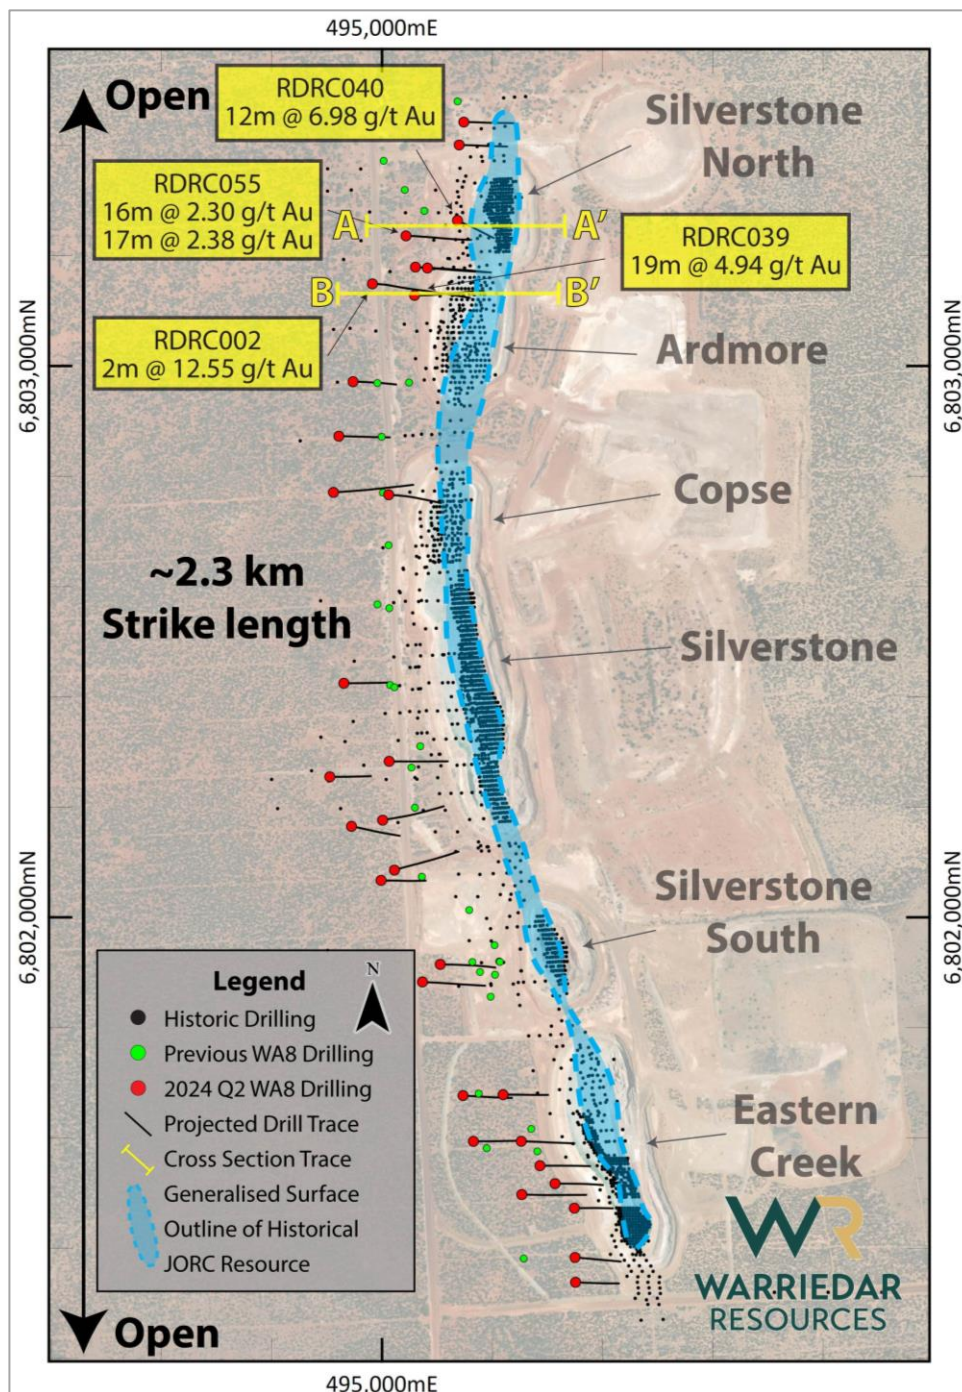 495,000mE
Open
RDRC040
12m @ 6.98 g/t Au
Silverstone
North
RDRC055
16m @ 2.30 g/t Au
17m @ 2.38 g/t Au
A
A'
RDRC039
19m @ 4.94 g/t Au
B
B'
RDRC002
2m @ 12.55 g/t Au
Ardmore
6,803,000mN
6,803,000mN
Copse
~2.3 km
Strike length
Silverstone
Silverstone
South
6,802,000mN
6,802,000mN
Legend
N
Historic Drilling
Previous WA8 Drilling
2024 Q2 WA8 Drilling
Projected Drill Trace
Cross Section Trace
Generalised Surface
Outline of Historical
JORC Resource
Eastern
Creek
WR
WARRIEDAR
RESOURCES
Open
495,000mE